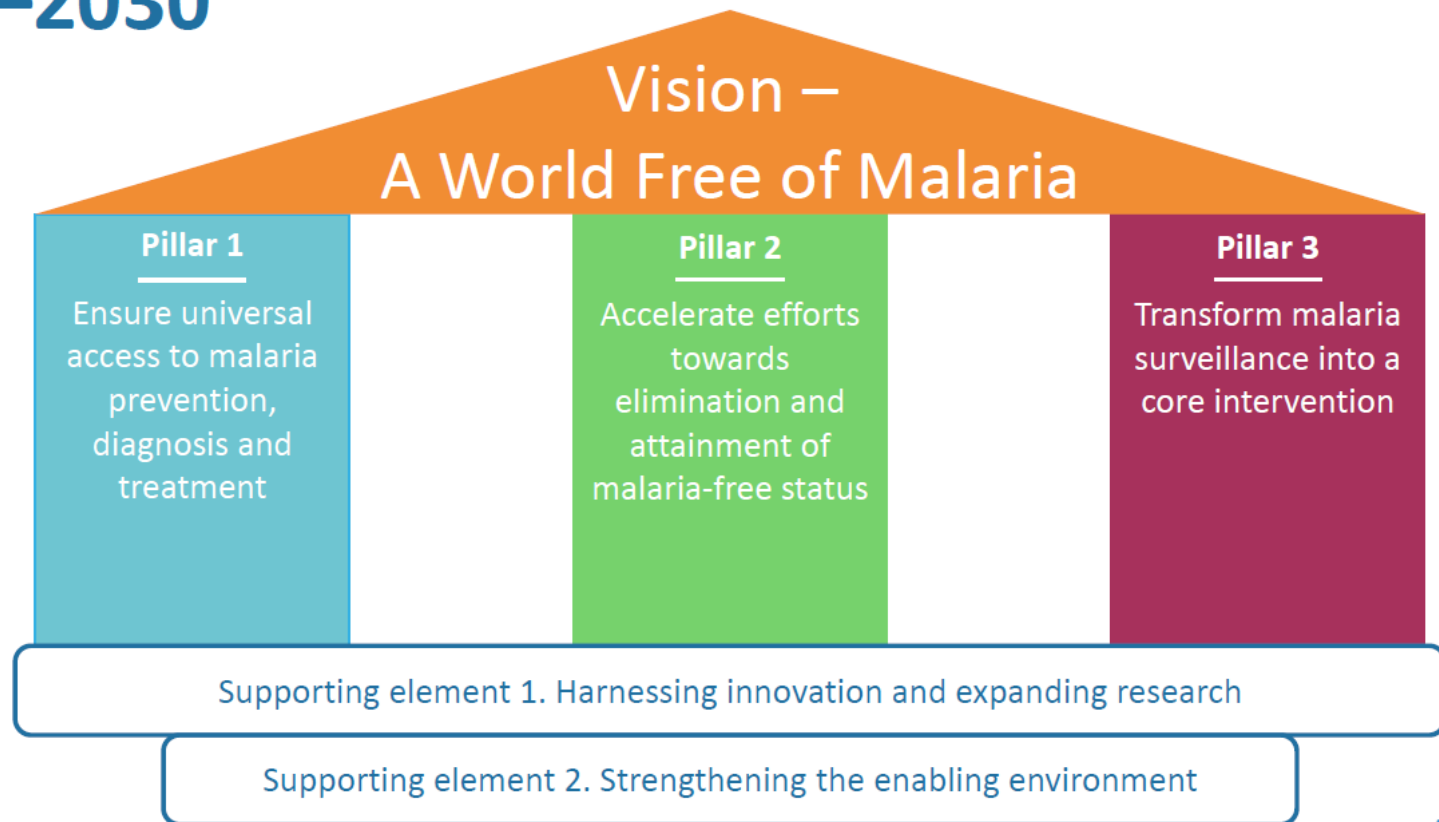 –2030
Vision –
A World Free of Malaria
Pillar 1
Ensure universal
access to malaria
prevention,
diagnosis and
treatment
Pillar 2
Accelerate efforts
towards
elimination and
attainment of
malaria-free status
Pillar 3
Transform malaria
surveillance into a
core intervention
Supporting element 1. Harnessing innovation and expanding research
Supporting element 2. Strengthening the enabling environment